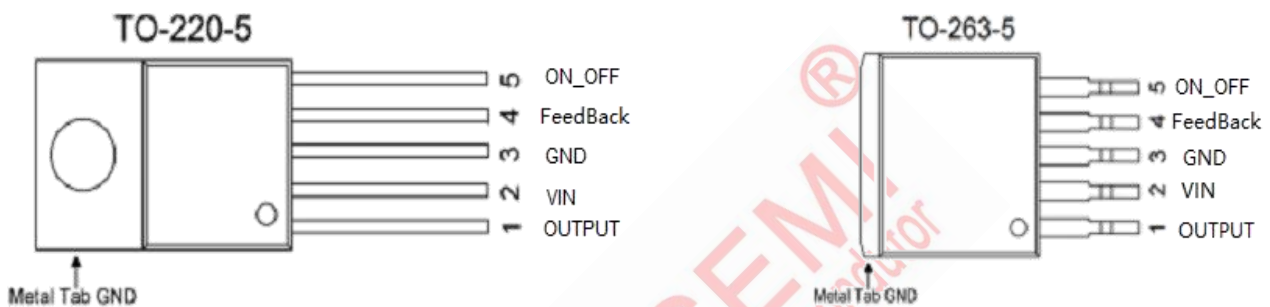 TO-220-5
5 ON_OFF
4 FeedBack
3 GND
2 VIN
1 OUTPUT
Metal Tab GND
TO-263-5
5 ON_OFF
4 FeedBack
3 GND
2 VIN
1 OUTPUT
Metal Tab GND
®